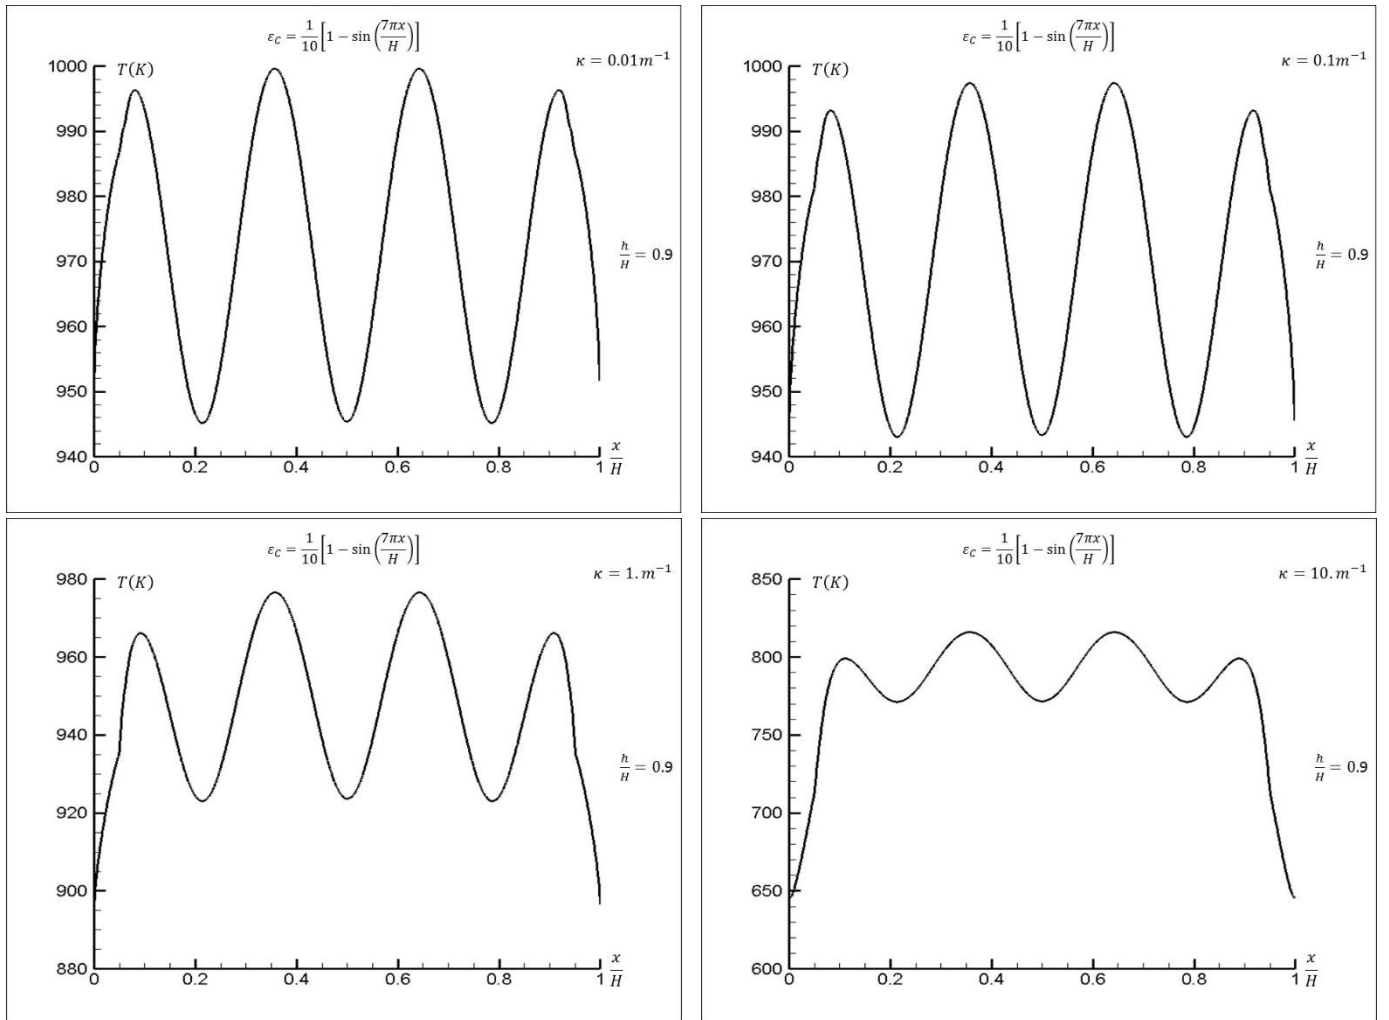 ε_C = 1/10 [1 − sin(7πx/H)]
κ = 0.01m⁻¹
T(K)
1000
990
980
970
960
950
940
h/H = 0.9
0 0.2 0.4 0.6 0.8 1
x/H
ε_C = 1/10 [1 − sin(7πx/H)]
κ = 0.1m⁻¹
T(K)
1000
990
980
970
960
950
940
h/H = 0.9
0 0.2 0.4 0.6 0.8 1
x/H
ε_C = 1/10 [1 − sin(7πx/H)]
κ = 1. m⁻¹
T(K)
980
960
940
920
900
880
h/H = 0.9
0 0.2 0.4 0.6 0.8 1
x/H
ε_C = 1/10 [1 − sin(7πx/H)]
κ = 10. m⁻¹
T(K)
850
800
750
700
650
600
h/H = 0.9
0 0.2 0.4 0.6 0.8 1
x/H